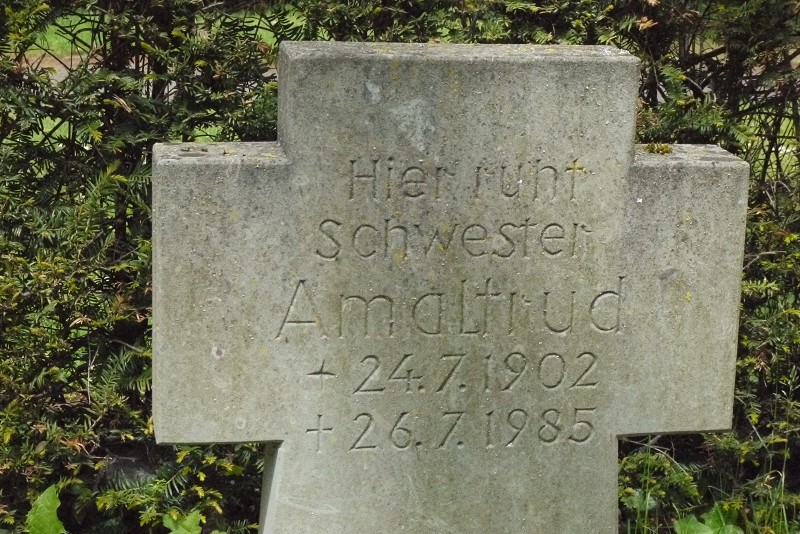 Hier ruht
Schwester
Amaltrud
+ 24.7.1902
† 26.7.1985